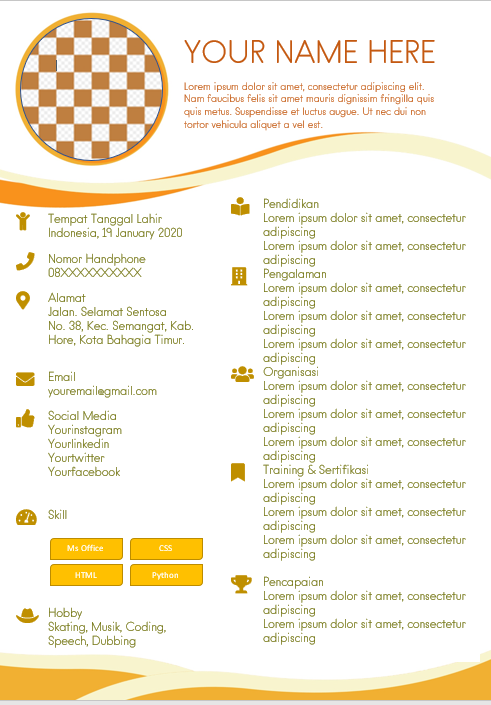 YOUR NAME HERE
Lorem ipsum dolor sit amet, consectetur adipiscing elit.
Nam faucibus felis sit amet mauris dignissim fringilla quis
quis metus. Suspendisse et luctus augue. Ut nec dui non
tortor vehicula aliquet a vel est.
Tempat Tanggal Lahir
Indonesia, 19 January 2020
Nomor Handphone
08XXXXXXXXXXX
Alamat
Jalan. Selamat Sentosa
No. 38, Kec. Semangat, Kab.
Hore, Kota Bahagia Timur.
Email
youremail@gmail.com
Social Media
Yourinstagram
Yourlinkedin
Yourtwitter
Yourfacebook
Skill
Ms Office
CSS
HTML
Python
Hobby
Skating, Musik, Coding,
Speech, Dubbing
Pendidikan
Lorem ipsum dolor sit amet, consectetur
adipiscing
Lorem ipsum dolor sit amet, consectetur
adipiscing
Pengalaman
Lorem ipsum dolor sit amet, consectetur
adipiscing
Lorem ipsum dolor sit amet, consectetur
adipiscing
Lorem ipsum dolor sit amet, consectetur
adipiscing
Organisasi
Lorem ipsum dolor sit amet, consectetur
adipiscing
Lorem ipsum dolor sit amet, consectetur
adipiscing
Lorem ipsum dolor sit amet, consectetur
adipiscing
Training & Sertifikasi
Lorem ipsum dolor sit amet, consectetur
adipiscing
Lorem ipsum dolor sit amet, consectetur
adipiscing
Lorem ipsum dolor sit amet, consectetur
adipiscing
Pencapaian
Lorem ipsum dolor sit amet, consectetur
adipiscing
Lorem ipsum dolor sit amet, consectetur
adipiscing